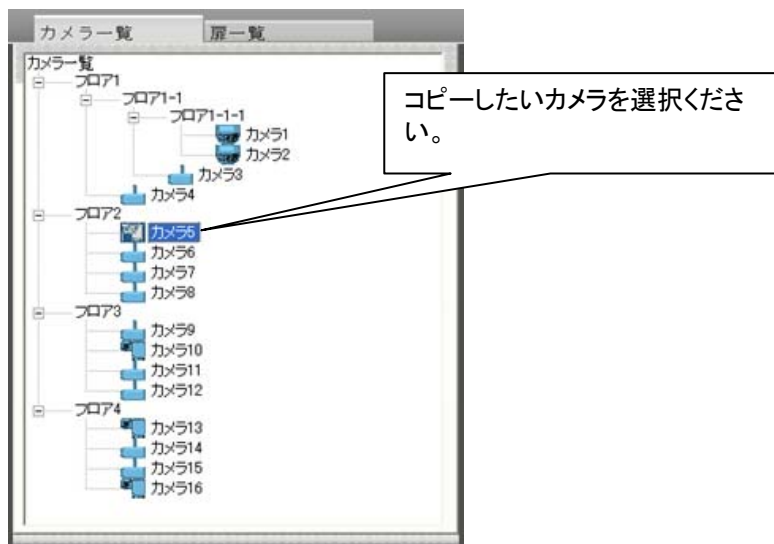 カメラ一覧
扉一覧
カメラ一覧
フロア1
フロア1-1
フロア1-1-1
カメラ1
カメラ2
カメラ3
カメラ4
フロア2
カメラ5
カメラ6
カメラ7
カメラ8
フロア3
カメラ9
カメラ10
カメラ11
カメラ12
フロア4
カメラ13
カメラ14
カメラ15
カメラ16
コピーしたいカメラを選択くださ
い。